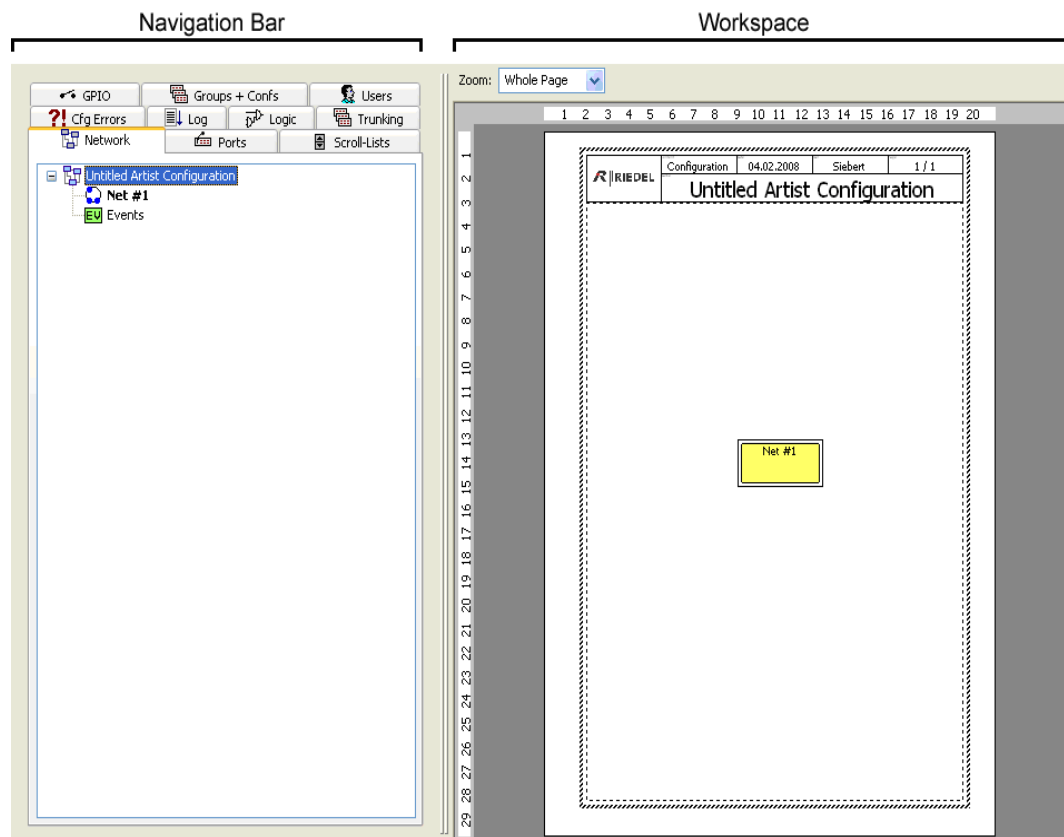 Navigation Bar
Workspace
Zoom: Whole Page
GPIO
Groups + Confs
Users
?! Cfg Errors
Log
Logic
Trunking
Network
Ports
Scroll-Lists
Untitled Artist Configuration
Net #1
EV Events
1 2 3 4 5 6 7 8 9 10 11 12 13 14 15 16 17 18 19 20
1
2
3
4
5
6
7
8
9
10
11
12
13
14
15
16
17
18
19
20
21
22
23
24
25
26
27
28
29
RIEDEL
Configuration 04.02.2008 Siebert 1 / 1
Untitled Artist Configuration
Net #1